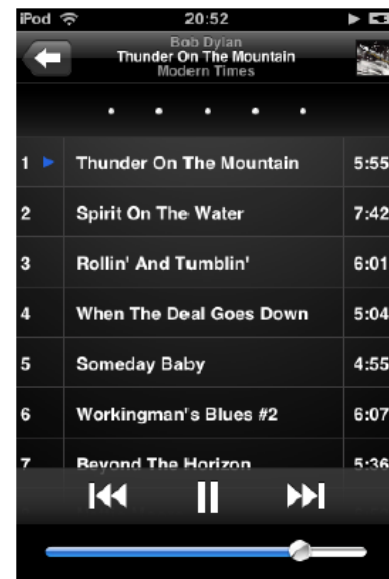 iPod 20:52
Bob Dylan
Thunder On The Mountain
Modern Times
1 Thunder On The Mountain 5:55
2 Spirit On The Water 7:42
3 Rollin' And Tumblin' 6:01
4 When The Deal Goes Down 5:04
5 Someday Baby 4:55
6 Workingman's Blues #2 6:07
7 Beyond The Horizon 5:36